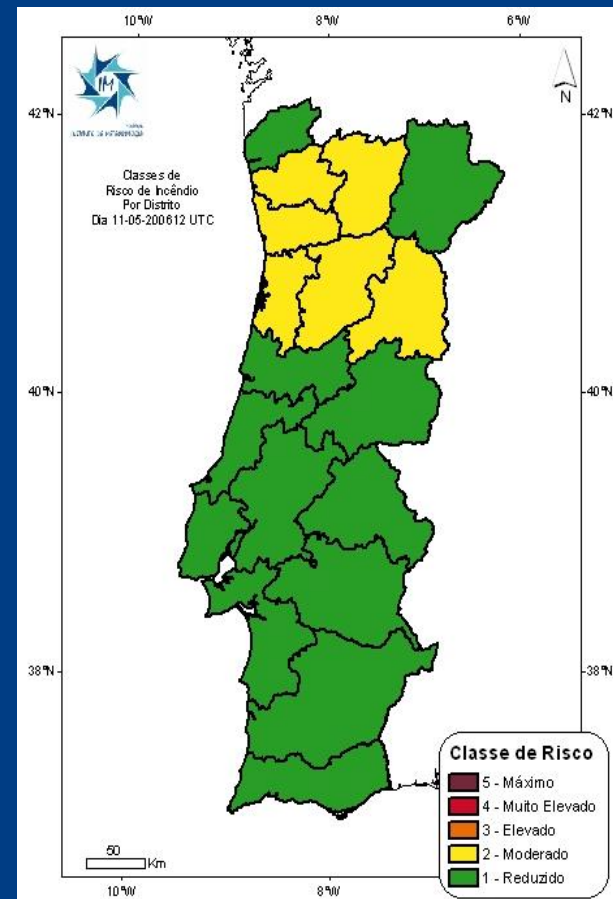 10°W
8°W
6°W
42°N
42°N
IM
N
Classes de
Risco de Incêndio
Por Distrito
Dia 11-05-200612 UTC
40°N
40°N
38°N
38°N
Classe de Risco
5 - Máximo
4 - Muito Elevado
3 - Elevado
2 - Moderado
1 - Reduzido
50
Km
10°W
8°W